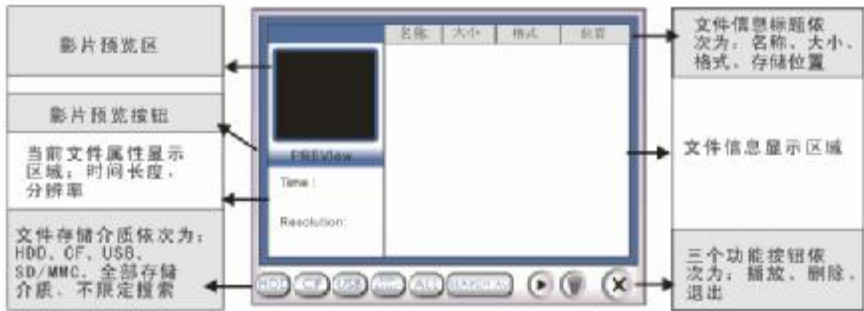 影片预览区
影片预览按钮
当前文件属性显示
区域：时间长度、
分辨率
文件存储介质依次为：
HDD、CF、USB、
SD/MMC、全部存储
介质、不限定搜索
名称 大小 格式 位置
PREView
Time :
Resolution:
HDD CF USB ALL
文件信息标题依
次为：名称、大小、
格式、存储位置
文件信息显示区域
三个功能按钮依
次为：播放、删除、
退出